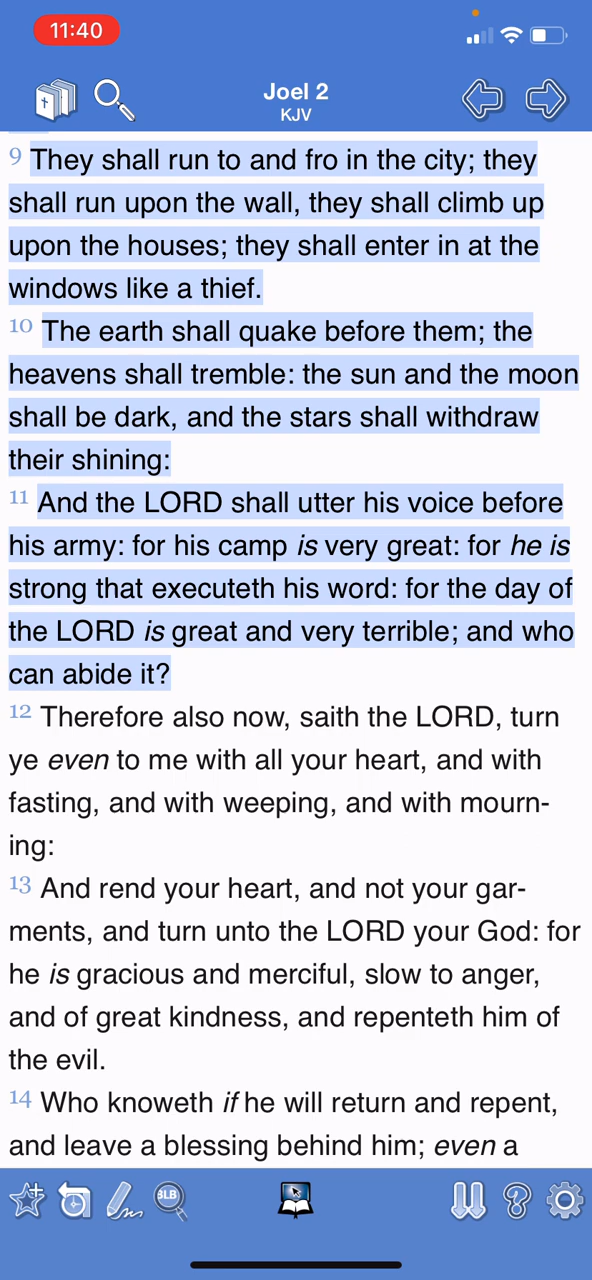 11:40
Joel 2
KJV
9 They shall run to and fro in the city; they
shall run upon the wall, they shall climb up
upon the houses; they shall enter in at the
windows like a thief.
10 The earth shall quake before them; the
heavens shall tremble: the sun and the moon
shall be dark, and the stars shall withdraw
their shining:
11 And the LORD shall utter his voice before
his army: for his camp is very great: for he is
strong that executeth his word: for the day of
the LORD is great and very terrible; and who
can abide it?
12 Therefore also now, saith the LORD, turn
ye even to me with all your heart, and with
fasting, and with weeping, and with mourn-
ing:
13 And rend your heart, and not your gar-
ments, and turn unto the LORD your God: for
he is gracious and merciful, slow to anger,
and of great kindness, and repenteth him of
the evil.
14 Who knoweth if he will return and repent,
and leave a blessing behind him; even a
BLB